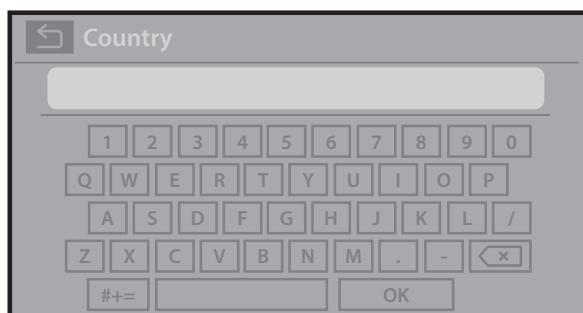 Country
1 2 3 4 5 6 7 8 9 0
Q W E R T Y U I O P
A S D F G H J K L /
Z X C V B N M . - ×
#+= OK